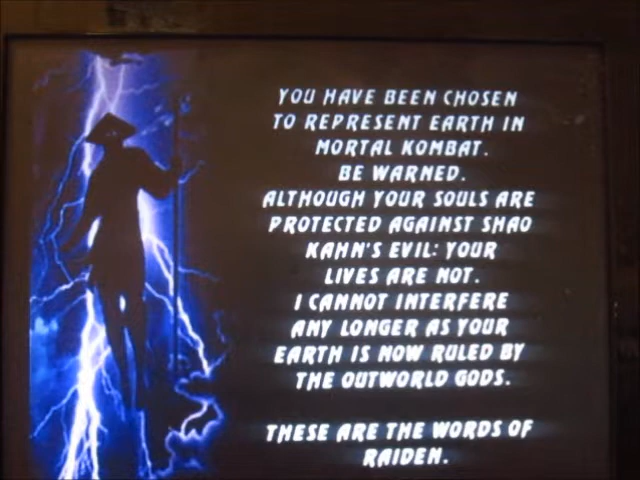 YOU HAVE BEEN CHOSEN
TO REPRESENT EARTH IN
MORTAL KOMBAT.
BE WARNED.
ALTHOUGH YOUR SOULS ARE
PROTECTED AGAINST SHAO
KAHN'S EVIL: YOUR
LIVES ARE NOT.
I CANNOT INTERFERE
ANY LONGER AS YOUR
EARTH IS NOW RULED BY
THE OUTWORLD GODS.
THESE ARE THE WORDS OF
RAIDEN.